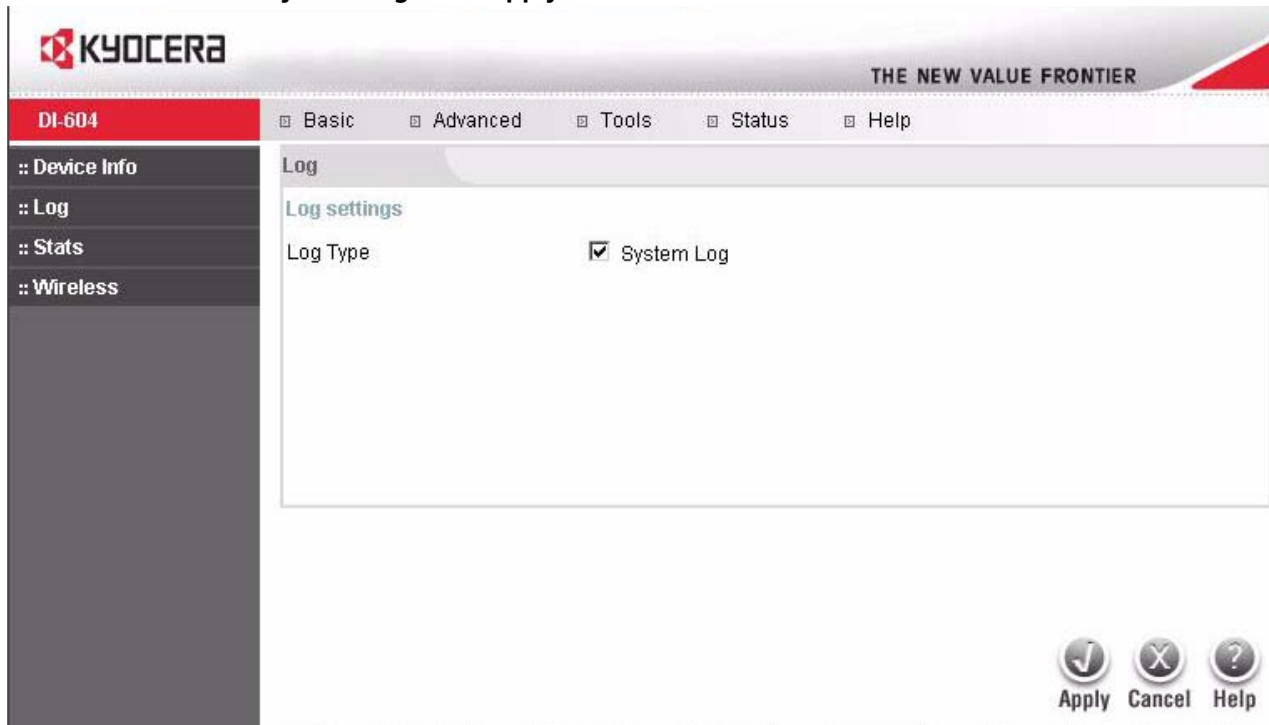 KYOCERA
THE NEW VALUE FRONTIER
DI-604
Basic Advanced Tools Status Help
:: Device Info
:: Log
:: Stats
:: Wireless
Log
Log settings
Log Type System Log
Apply Cancel Help